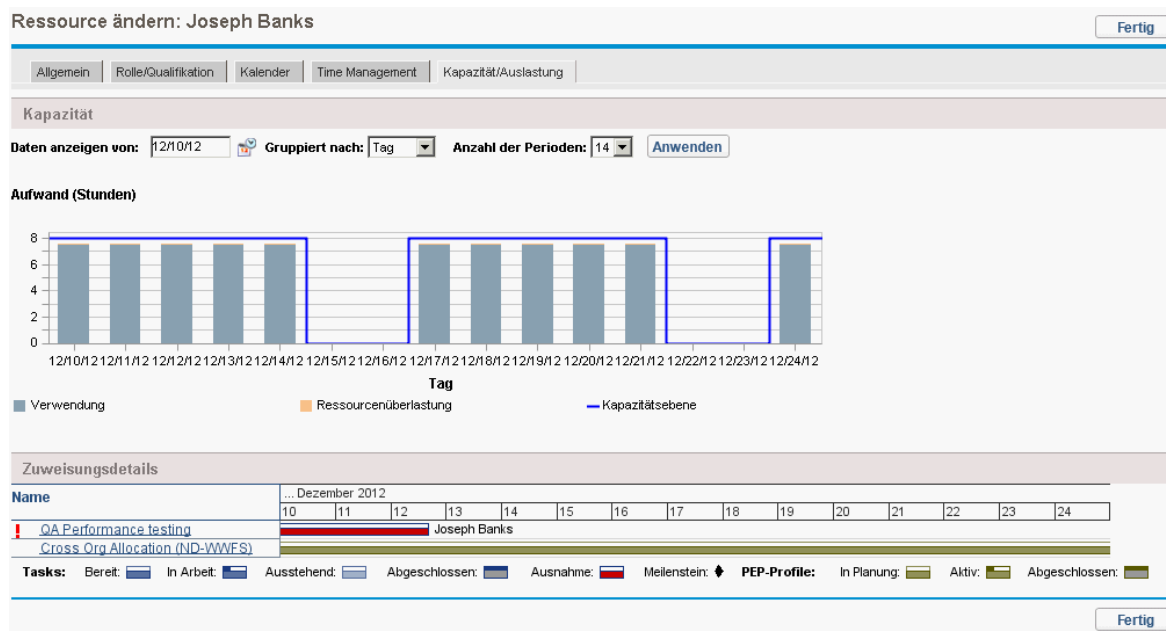 Ressource ändern: Joseph Banks
Fertig
Allgemein Rolle/Qualifikation Kalender Time Management Kapazität/Auslastung
Kapazität
Daten anzeigen von: 12/10/12 Gruppiert nach: Tag Anzahl der Perioden: 14 Anwenden
Aufwand (Stunden)
8
6
4
2
0
12/10/12 12/11/12 12/12/12 12/13/12 12/14/12 12/15/12 12/16/12 12/17/12 12/18/12 12/19/12 12/20/12 12/21/12 12/22/12 12/23/12 12/24/12
Tag
Verwendung Ressourcenüberlastung Kapazitätsebene
Zuweisungsdetails
Name
... Dezember 2012
10 11 12 13 14 15 16 17 18 19 20 21 22 23 24
! QA Performance testing Joseph Banks
Cross Org Allocation (ND-WWFS)
Tasks: Bereit: In Arbeit: Ausstehend: Abgeschlossen: Ausnahme: Meilenstein: PEP-Profile: In Planung: Aktiv: Abgeschlossen:
Fertig